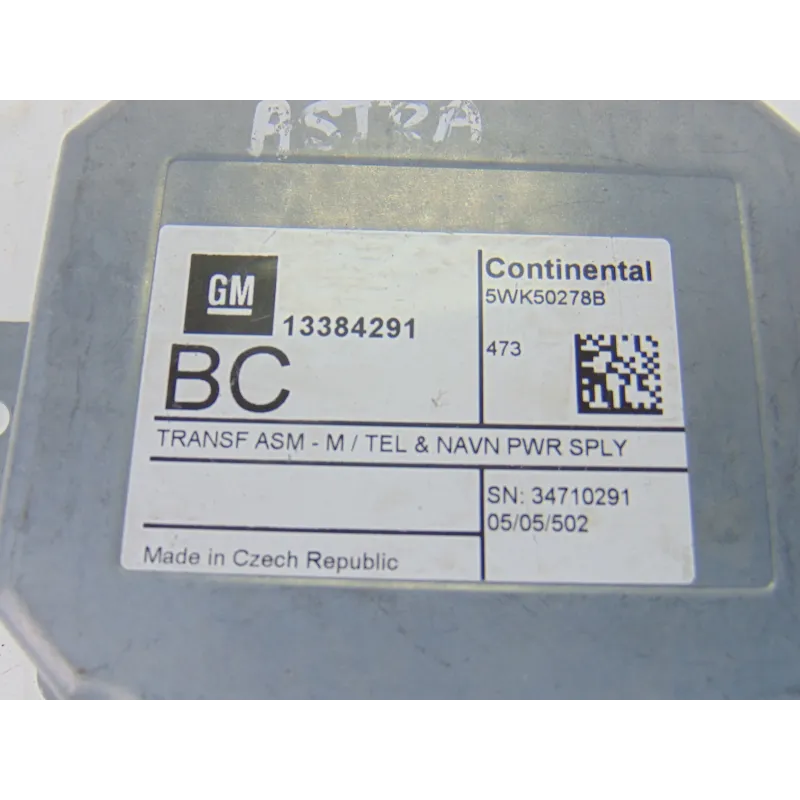 ASTRA
GM
13384291
BC
Continental
5WK50278B
473
TRANSF ASM - M / TEL & NAVN PWR SPLY
SN: 34710291
05/05/502
Made in Czech Republic